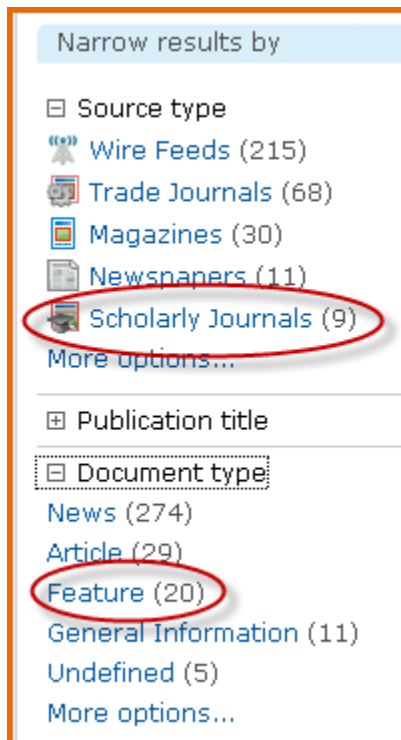 Narrow results by
Source type
Wire Feeds (215)
Trade Journals (68)
Magazines (30)
Newspapers (11)
Scholarly Journals (9)
More options...
Publication title
Document type
News (274)
Article (29)
Feature (20)
General Information (11)
Undefined (5)
More options...